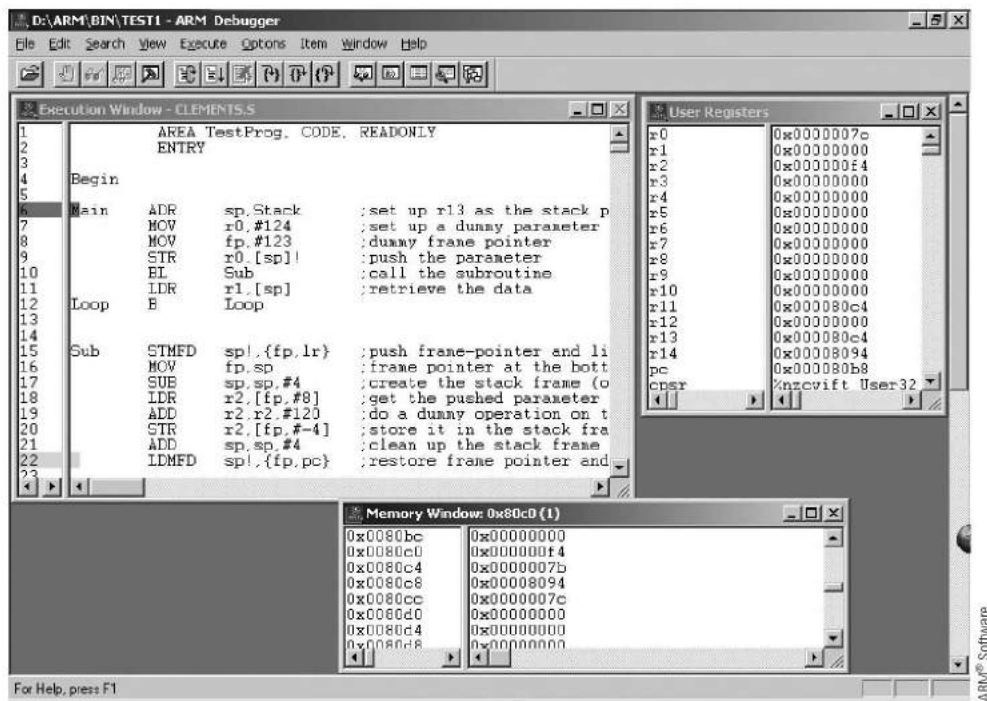 D:\ARM\BIN\TEST1 - ARM Debugger
File Edit Search View Execute Options Item Window Help
Execution Window - CLEMENTS.S
1 AREA TestProg, CODE, READONLY
2 ENTRY
3
4 Begin
5
6 Main ADR sp,Stack ;set up r13 as the stack p
7 MOV r0,#124 ;set up a dummy parameter
8 MOV fp,#123 ;dummy frame pointer
9 STR r0,[sp]! ;push the parameter
10 BL Sub ;call the subroutine
11 LDR r1,[sp] ;retrieve the data
12 Loop B Loop
13
14
15 Sub STMFD sp!,{fp,lr} ;push frame-pointer and li
16 MOV fp,sp ;frame pointer at the bott
17 SUB sp,sp,#4 ;create the stack frame (o
18 LDR r2,[fp,#8] ;get the pushed parameter
19 ADD r2,r2,#120 ;do a dummy operation on t
20 STR r2,[fp,#-4] ;store it in the stack fra
21 ADD sp,sp,#4 ;clean up the stack frame
22 LDMFD sp!,{fp,pc} ;restore frame pointer and
23
User Registers
r0 0x0000007c
r1 0x00000000
r2 0x000000f4
r3 0x00000000
r4 0x00000000
r5 0x00000000
r6 0x00000000
r7 0x00000000
r8 0x00000000
r9 0x00000000
r10 0x00000000
r11 0x000080c4
r12 0x00000000
r13 0x000080c4
r14 0x00008094
pc 0x000080b8
cpsr %nzcvift User32
Memory Window: 0x80c0 (1)
0x0080bc 0x00000000
0x0080c0 0x000000f4
0x0080c4 0x0000007b
0x0080c8 0x00008094
0x0080cc 0x0000007c
0x0080d0 0x00000000
0x0080d4 0x00000000
0x0080d8 0x00000000
For Help, press F1
ARM® Software